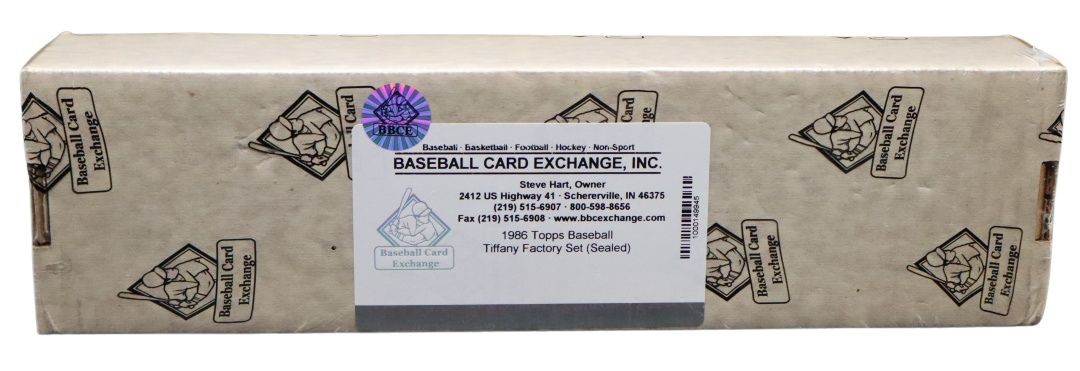 Baseball Card
Exchange
Baseball Card
Exchange
BBCE
Baseball · Basketball · Football · Hockey · Non-Sport
BASEBALL CARD EXCHANGE, INC.
Steve Hart, Owner
2412 US Highway 41 · Schererville, IN 46375
(219) 515-6907 · 800-598-8656
Fax (219) 515-6908 · www.bbcexchange.com
1986 Topps Baseball
Tiffany Factory Set (Sealed)
Baseball Card
Exchange
1000149945
Baseball Card
Exchange
Baseball Card
Exchange
Baseball Card
Exchange
Baseball Card
Exchange